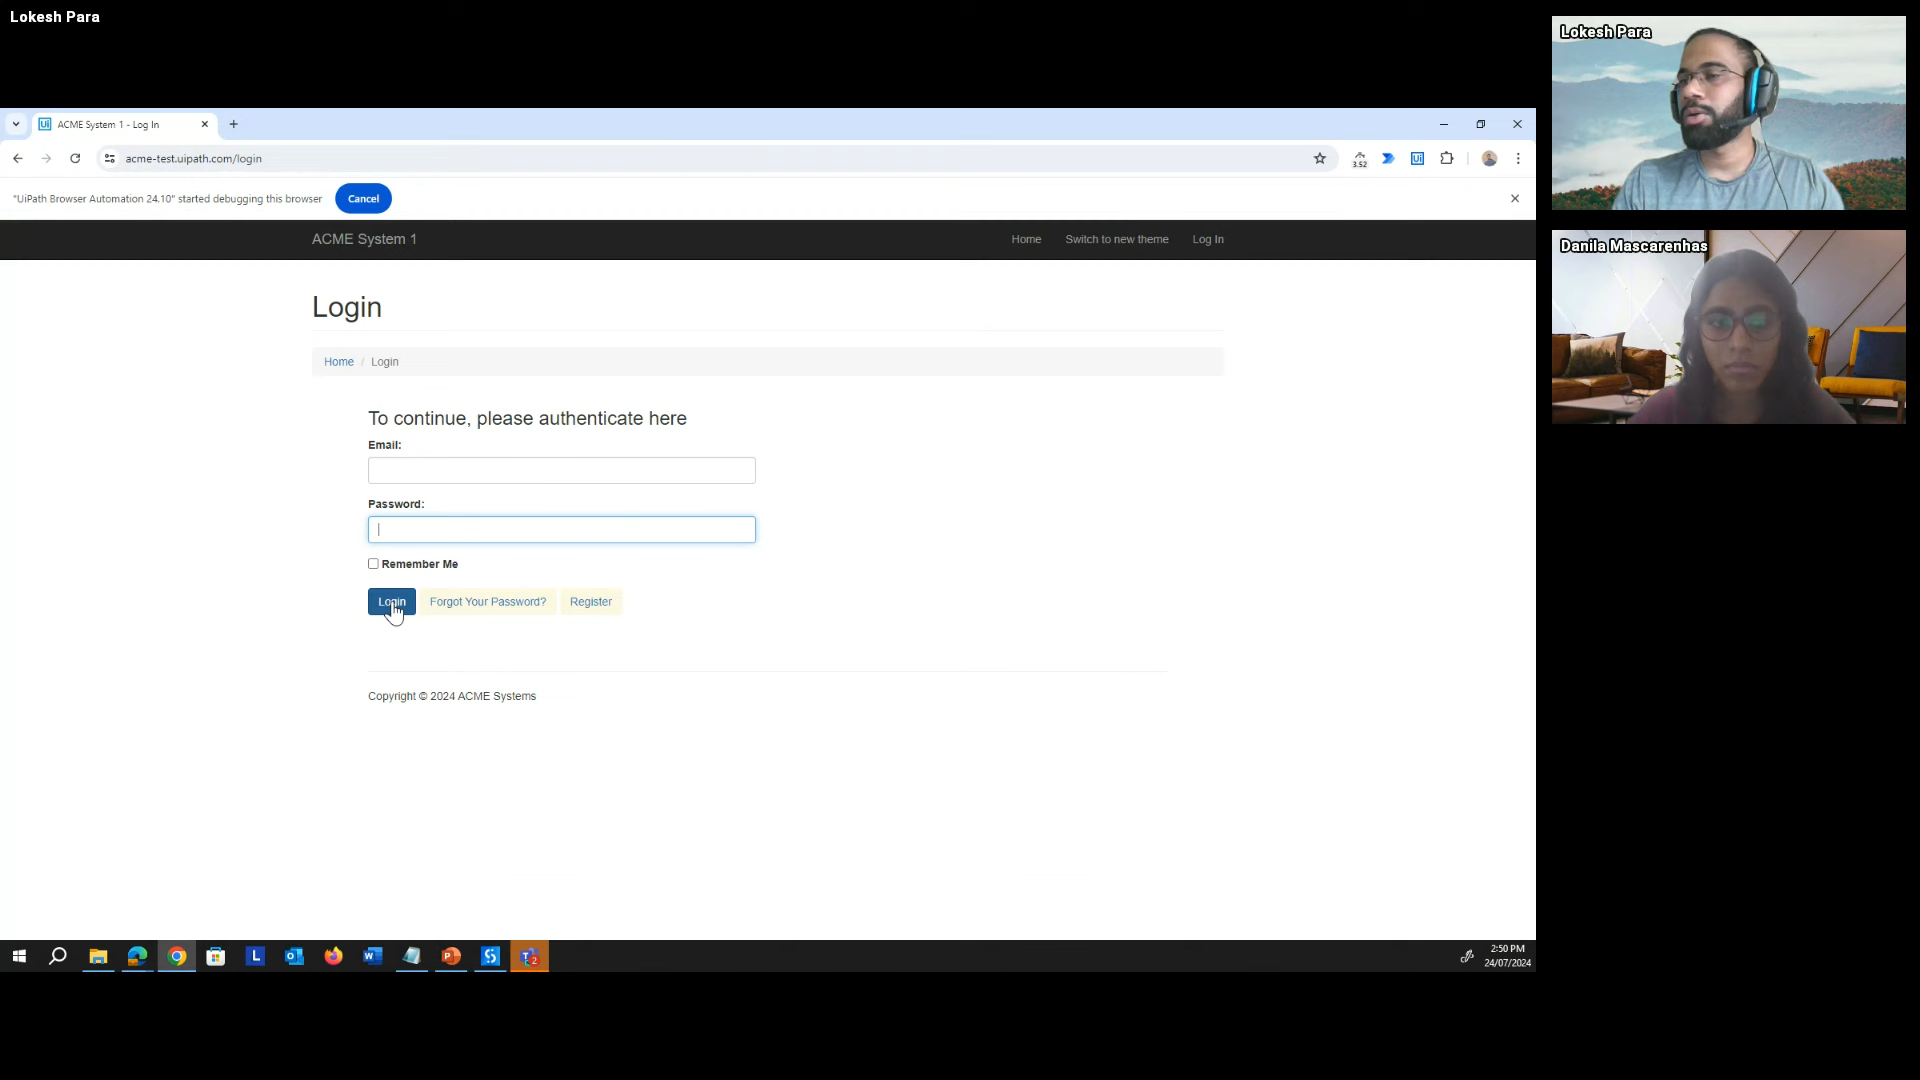 Lokesh Para
Lokesh Para
ACME System 1 - Log In
acme-test.uipath.com/login
3.52
"UiPath Browser Automation 24.10" started debugging this browser
Cancel
ACME System 1
Home
Switch to new theme
Log In
Danila Mascarenhas
Login
Home / Login
To continue, please authenticate here
Email:
Password:
Remember Me
Login
Forgot Your Password?
Register
Copyright © 2024 ACME Systems
2:50 PM
24/07/2024